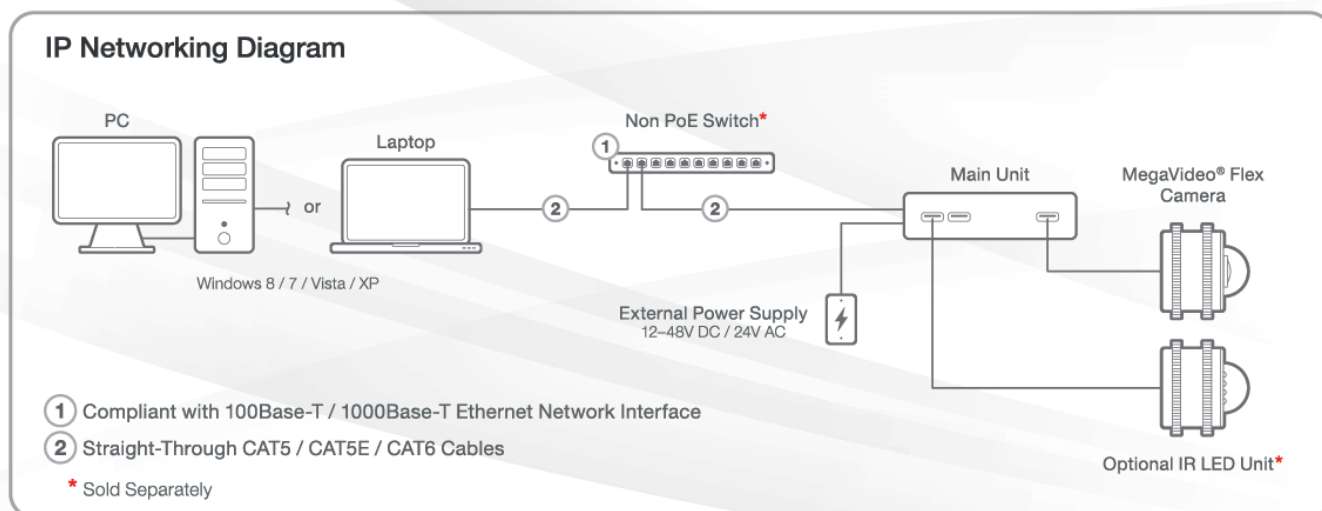 IP Networking Diagram
PC
Laptop
or
Windows 8 / 7 / Vista / XP
Non PoE Switch*
1
2
2
Main Unit
MegaVideo® Flex
Camera
External Power Supply
12–48V DC / 24V AC
Optional IR LED Unit*
1 Compliant with 100Base-T / 1000Base-T Ethernet Network Interface
2 Straight-Through CAT5 / CAT5E / CAT6 Cables
* Sold Separately